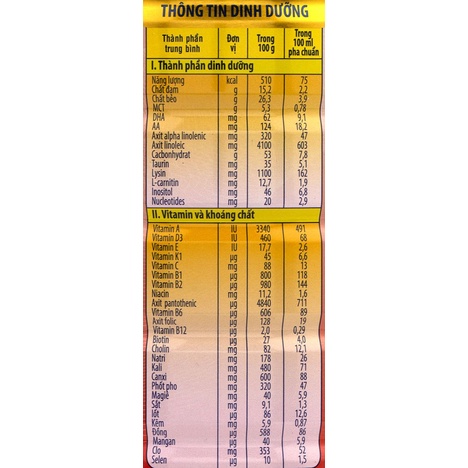 THÔNG TIN DINH DƯỠNG
Thành phần trung bình Đơn vị Trong 100 g Trong 100 ml pha chuẩn
I. Thành phần dinh dưỡng
Năng lượng kcal 510 75
Chất đạm g 15,2 2,2
Chất béo g 26,3 3,9
MCT g 5,3 0,78
DHA mg 62 9,1
AA mg 124 18,2
Axit alpha linolenic mg 320 47
Axit linoleic mg 4100 603
Cacbonhydrat g 53 7,8
Taurin mg 35 5,1
Lysin mg 1100 162
L-carnitin mg 12,7 1,9
Inositol mg 46 6,8
Nucleotides mg 20 2,9
II. Vitamin và khoáng chất
Vitamin A IU 3340 491
Vitamin D3 IU 460 68
Vitamin E IU 17,7 2,6
Vitamin K1 µg 45 6,6
Vitamin C mg 88 13
Vitamin B1 µg 800 118
Vitamin B2 µg 980 144
Niacin mg 11,2 1,6
Axit pantothenic µg 4840 711
Vitamin B6 µg 606 89
Axit folic µg 128 19
Vitamin B12 µg 2,0 0,29
Biotin µg 27 4,0
Cholin mg 82 12,1
Natri mg 178 26
Kali mg 480 71
Canxi mg 600 88
Phốt pho mg 320 47
Magiê mg 40 5,9
Sắt mg 9,1 1,3
Iốt µg 86 12,6
Kẽm mg 5,9 0,87
Đồng µg 588 86
Mangan µg 40 5,9
Clo mg 353 52
Selen µg 10 1,5